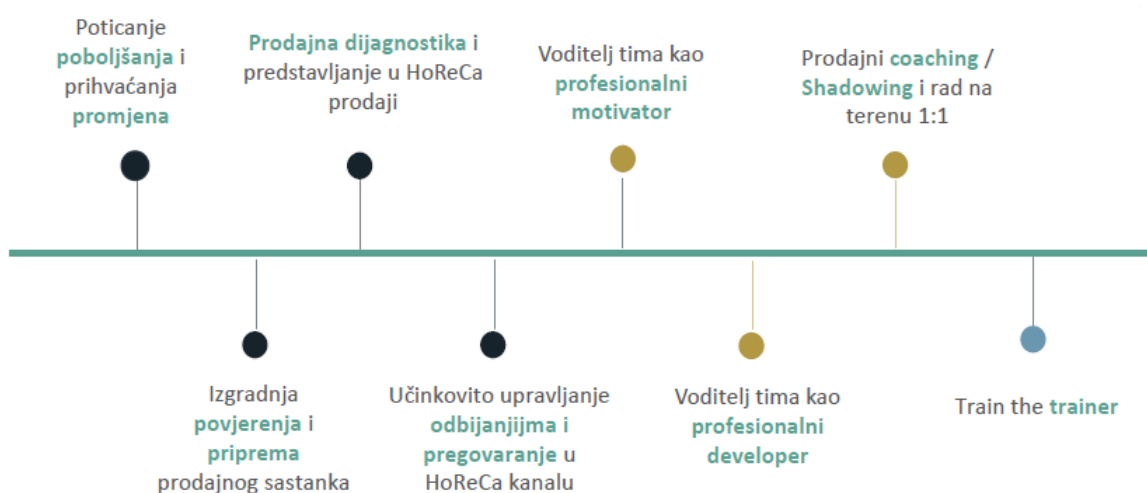 Poticanje
poboljšanja i
prihvaćanja
promjena
Prodajna dijagnostika i
predstavljanje u HoReCa
prodaji
Voditelj tima kao
profesionalni
motivator
Prodajni coaching /
Shadowing i rad na
terenu 1:1
Izgradnja
povjerenja i
priprema
prodajnog sastanka
Učinkovito upravljanje
odbijanjijma i
pregovaranje u
HoReCa kanalu
Voditelj tima kao
profesionalni
developer
Train the trainer